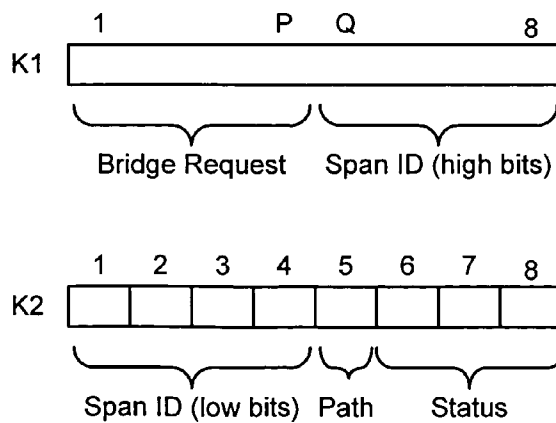 1 P Q 8
K1
Bridge Request Span ID (high bits)
1 2 3 4 5 6 7 8
K2
Span ID (low bits) Path Status